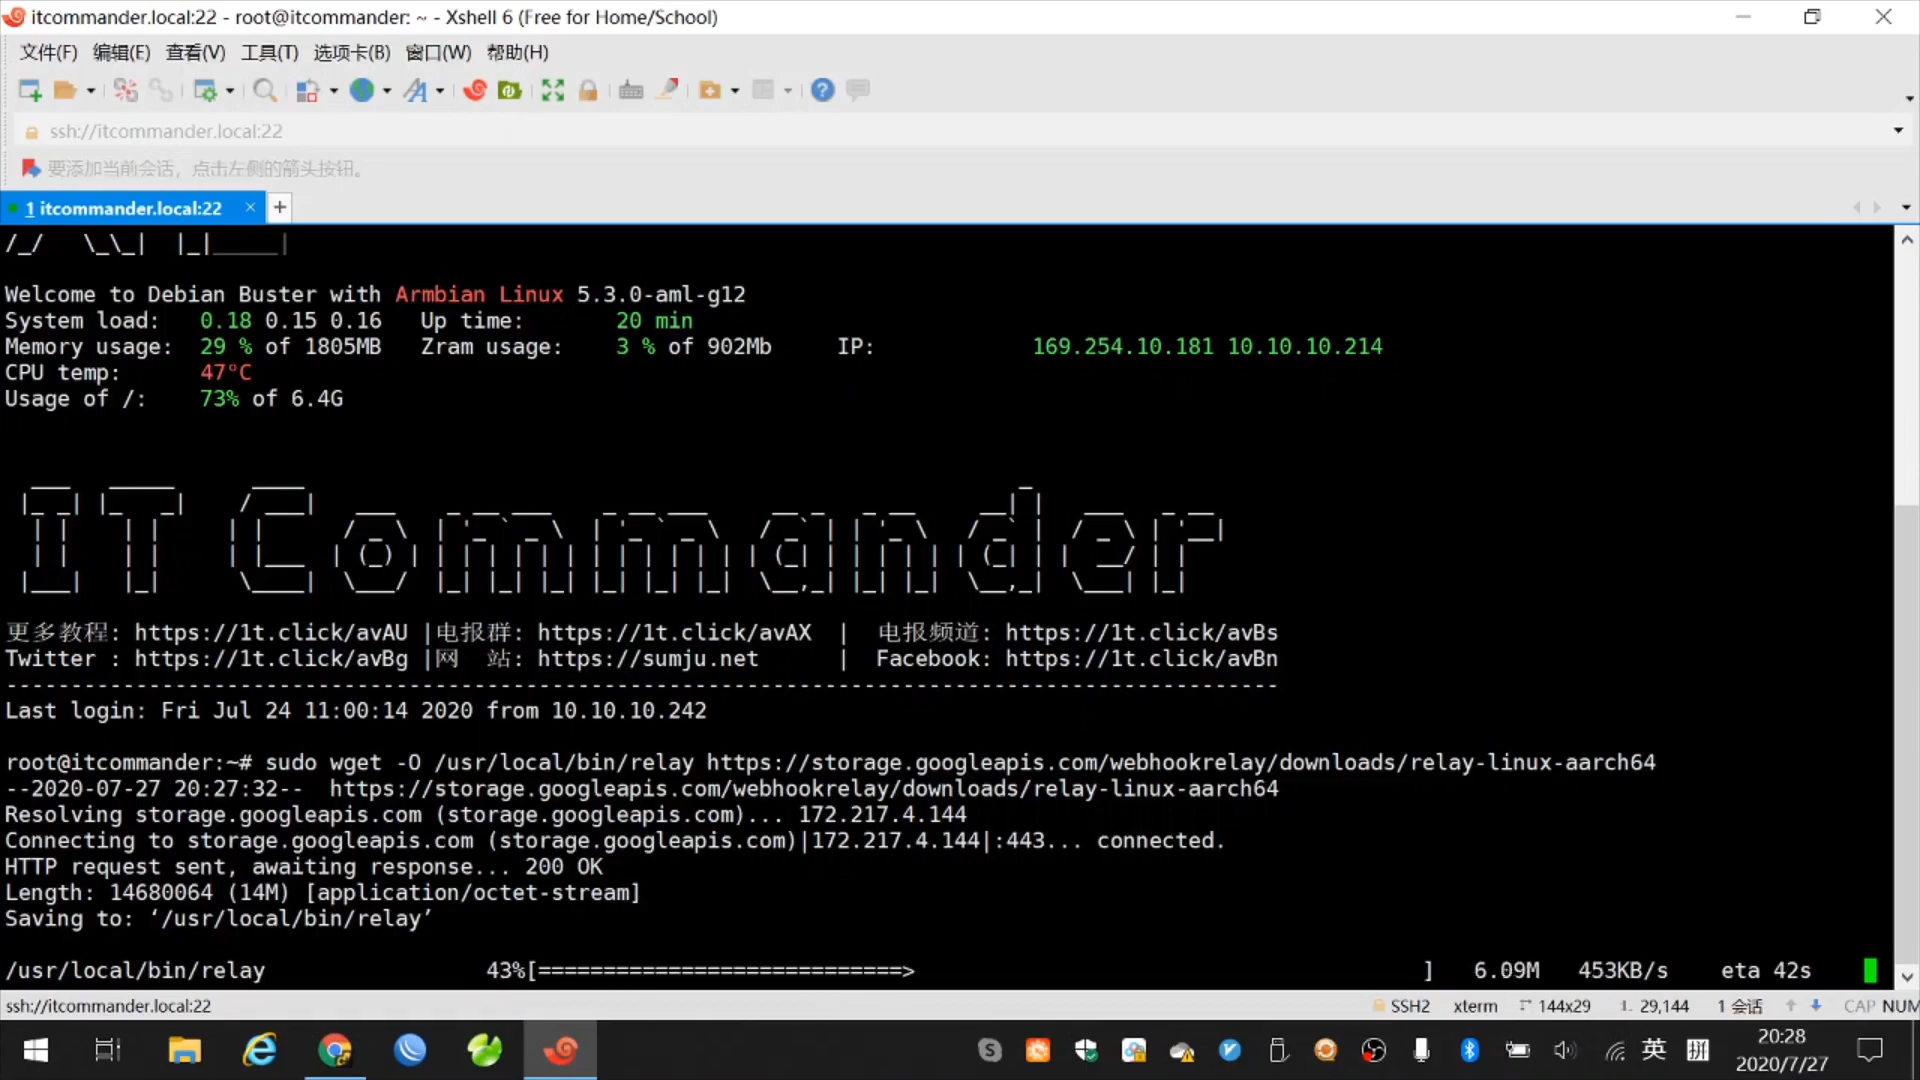 itcommander.local:22 - root@itcommander: ~ - Xshell 6 (Free for Home/School)
文件(F) 编辑(E) 查看(V) 工具(T) 选项卡(B) 窗口(W) 帮助(H)
ssh://itcommander.local:22
要添加当前会话，点击左侧的箭头按钮。
1 itcommander.local:22 × +
Welcome to Debian Buster with Armbian Linux 5.3.0-aml-g12
System load: 0.18 0.15 0.16 Up time: 20 min
Memory usage: 29 % of 1805MB Zram usage: 3 % of 902Mb IP: 169.254.10.181 10.10.10.214
CPU temp: 47°C
Usage of /: 73% of 6.4G
IT Commander
更多教程: https://1t.click/avAU |电报群: https://1t.click/avAX | 电报频道: https://1t.click/avBs
Twitter : https://1t.click/avBg |网 站: https://sumju.net | Facebook: https://1t.click/avBn
--------------------------------------------------------------------------------------------------
Last login: Fri Jul 24 11:00:14 2020 from 10.10.10.242
root@itcommander:~# sudo wget -O /usr/local/bin/relay https://storage.googleapis.com/webhookrelay/downloads/relay-linux-aarch64
--2020-07-27 20:27:32-- https://storage.googleapis.com/webhookrelay/downloads/relay-linux-aarch64
Resolving storage.googleapis.com (storage.googleapis.com)... 172.217.4.144
Connecting to storage.googleapis.com (storage.googleapis.com)|172.217.4.144|:443... connected.
HTTP request sent, awaiting response... 200 OK
Length: 14680064 (14M) [application/octet-stream]
Saving to: ‘/usr/local/bin/relay’
/usr/local/bin/relay 43%[============================> ] 6.09M 453KB/s eta 42s
ssh://itcommander.local:22 SSH2 xterm 144x29 29,144 1 会话 CAP NUM
英 拼 20:28
2020/7/27